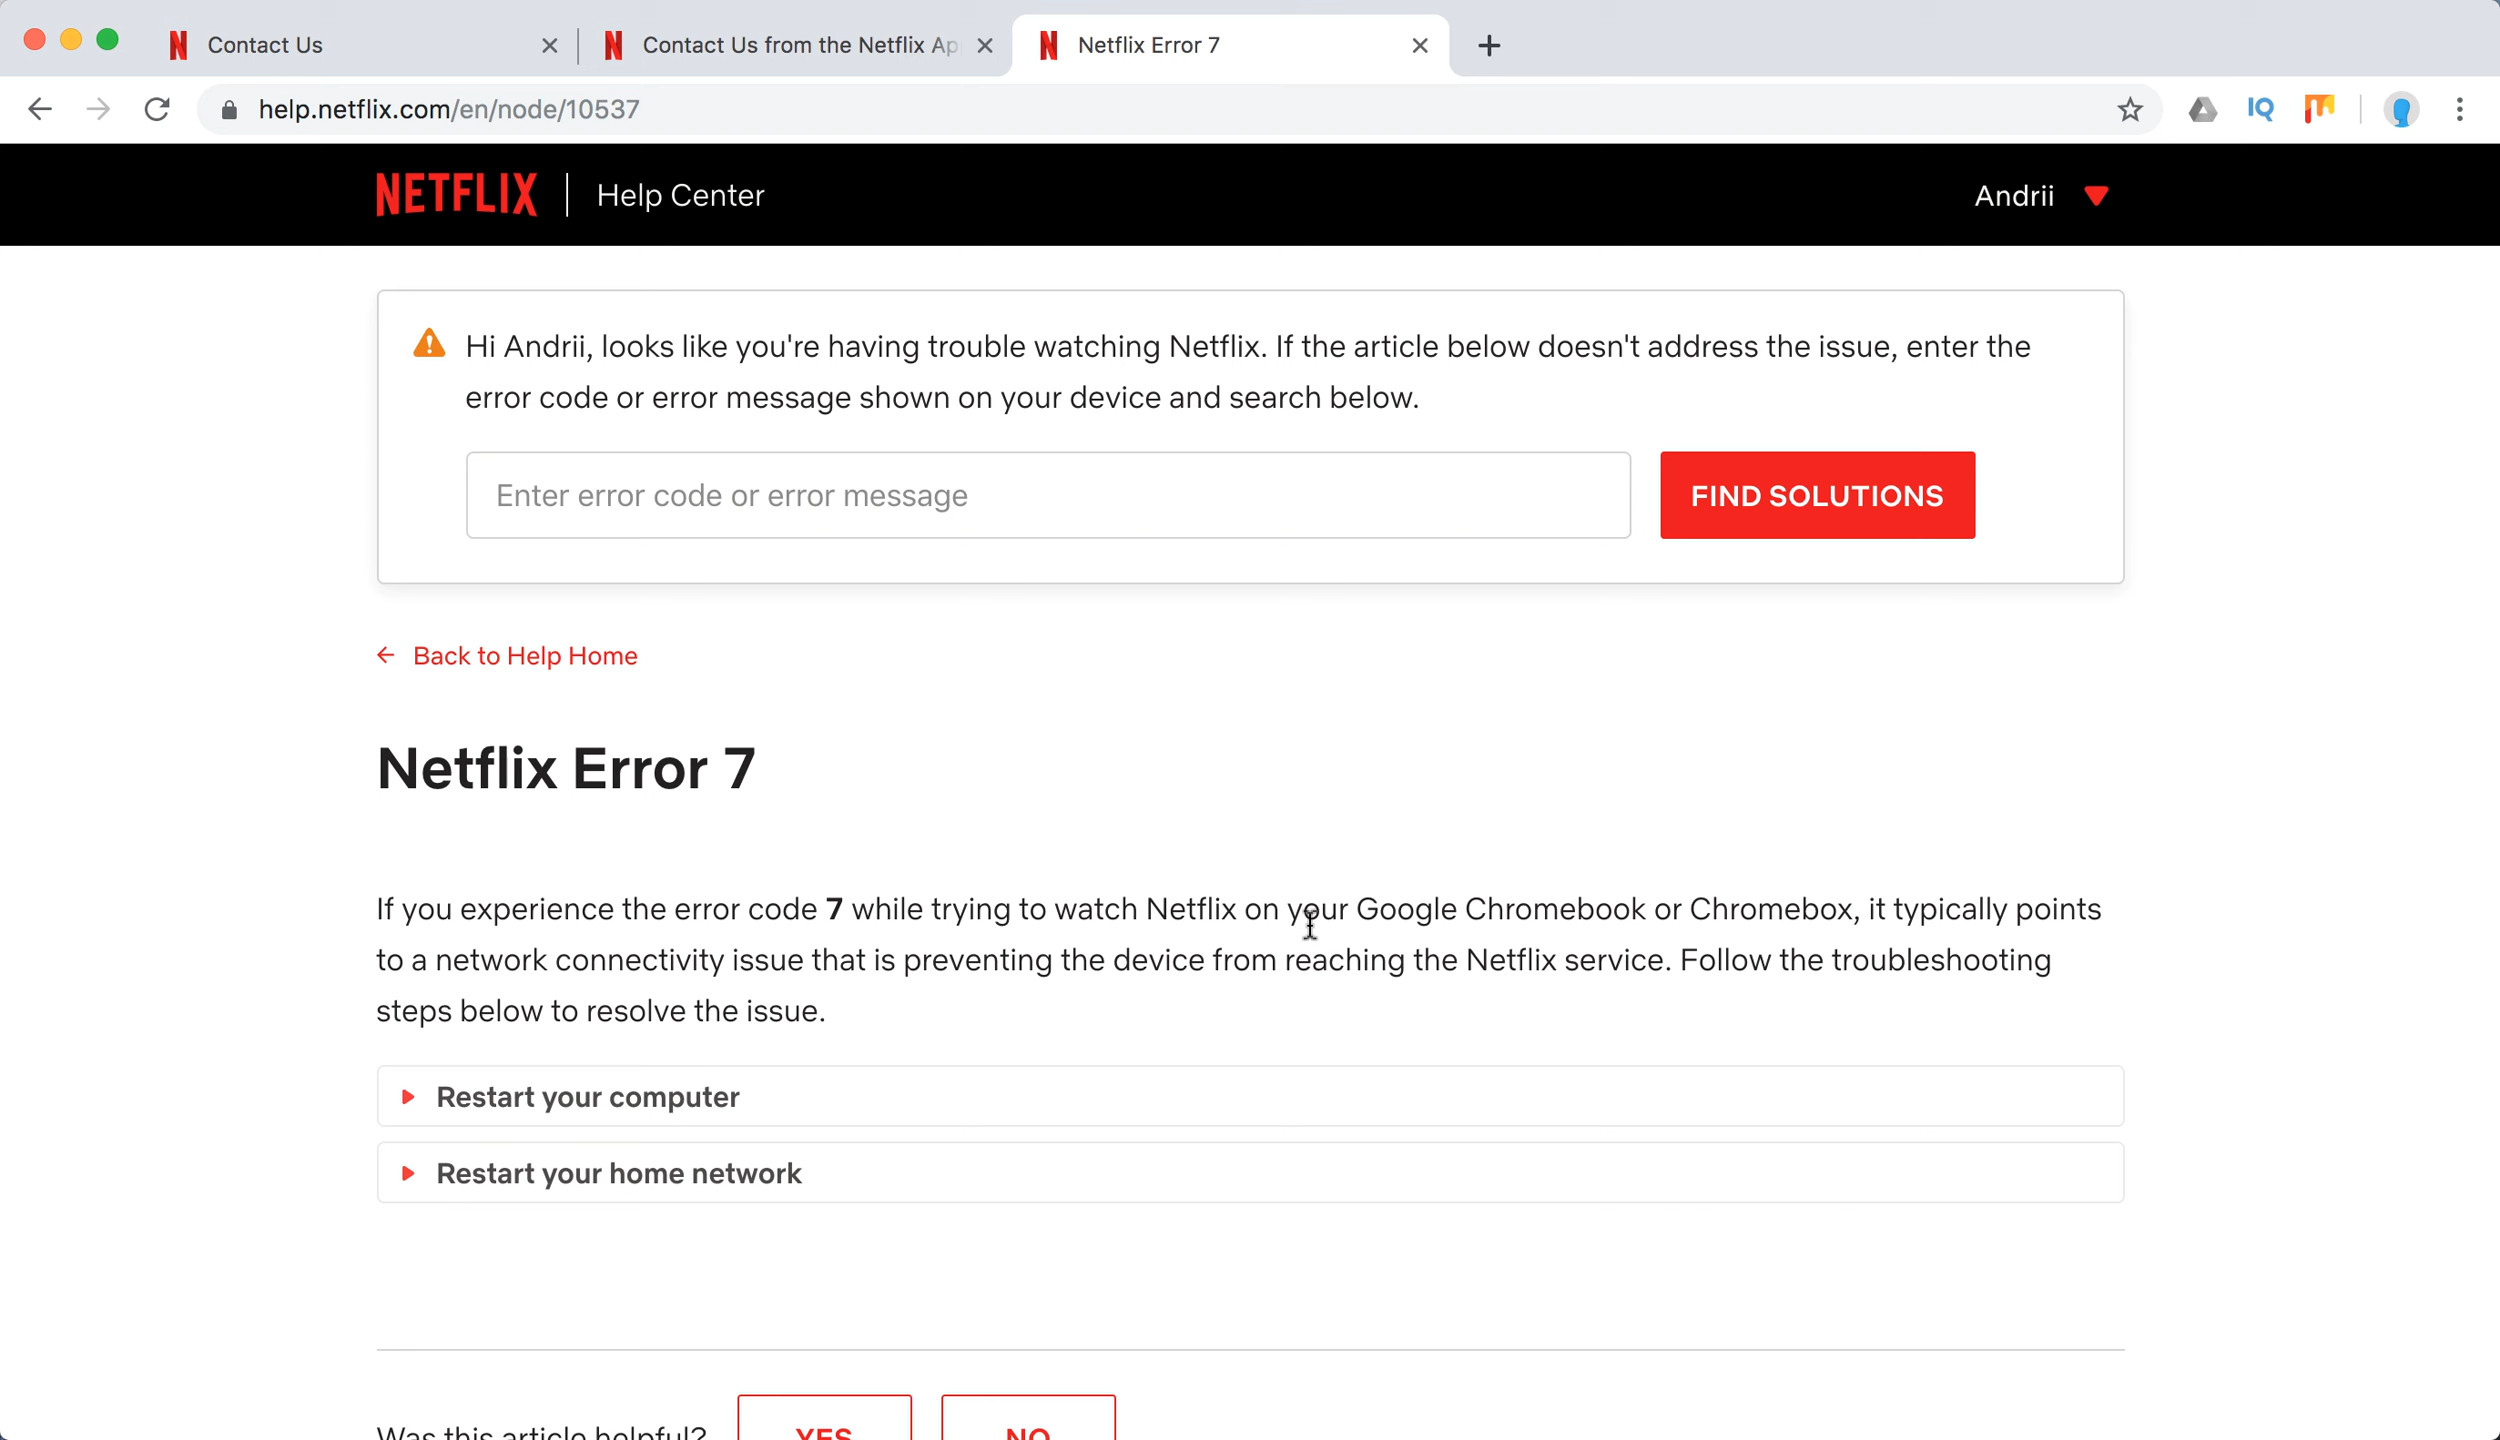 Contact Us
Contact Us from the Netflix Ap
Netflix Error 7
help.netflix.com/en/node/10537
IQ
NETFLIX
Help Center
Andrii
Hi Andrii, looks like you're having trouble watching Netflix. If the article below doesn't address the issue, enter the
error code or error message shown on your device and search below.
Enter error code or error message
FIND SOLUTIONS
Back to Help Home
Netflix Error 7
If you experience the error code 7 while trying to watch Netflix on your Google Chromebook or Chromebox, it typically points
to a network connectivity issue that is preventing the device from reaching the Netflix service. Follow the troubleshooting
steps below to resolve the issue.
Restart your computer
Restart your home network
Was this article helpful?
YES
NO